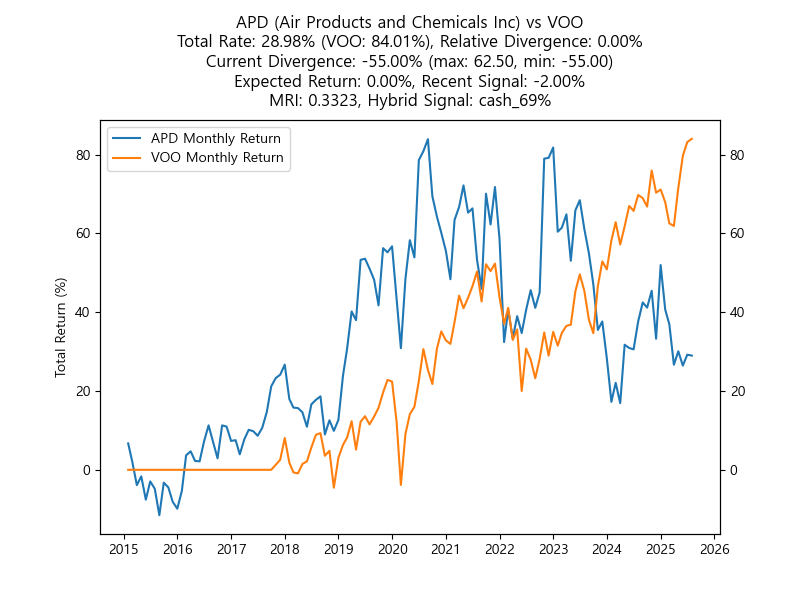 APD (Air Products and Chemicals Inc) vs VOO
Total Rate: 28.98% (VOO: 84.01%), Relative Divergence: 0.00%
Current Divergence: -55.00% (max: 62.50, min: -55.00)
Expected Return: 0.00%, Recent Signal: -2.00%
MRI: 0.3323, Hybrid Signal: cash_69%
APD Monthly Return
VOO Monthly Return
Total Return (%)
80
60
40
20
0
80
60
40
20
0
2015 2016 2017 2018 2019 2020 2021 2022 2023 2024 2025 2026